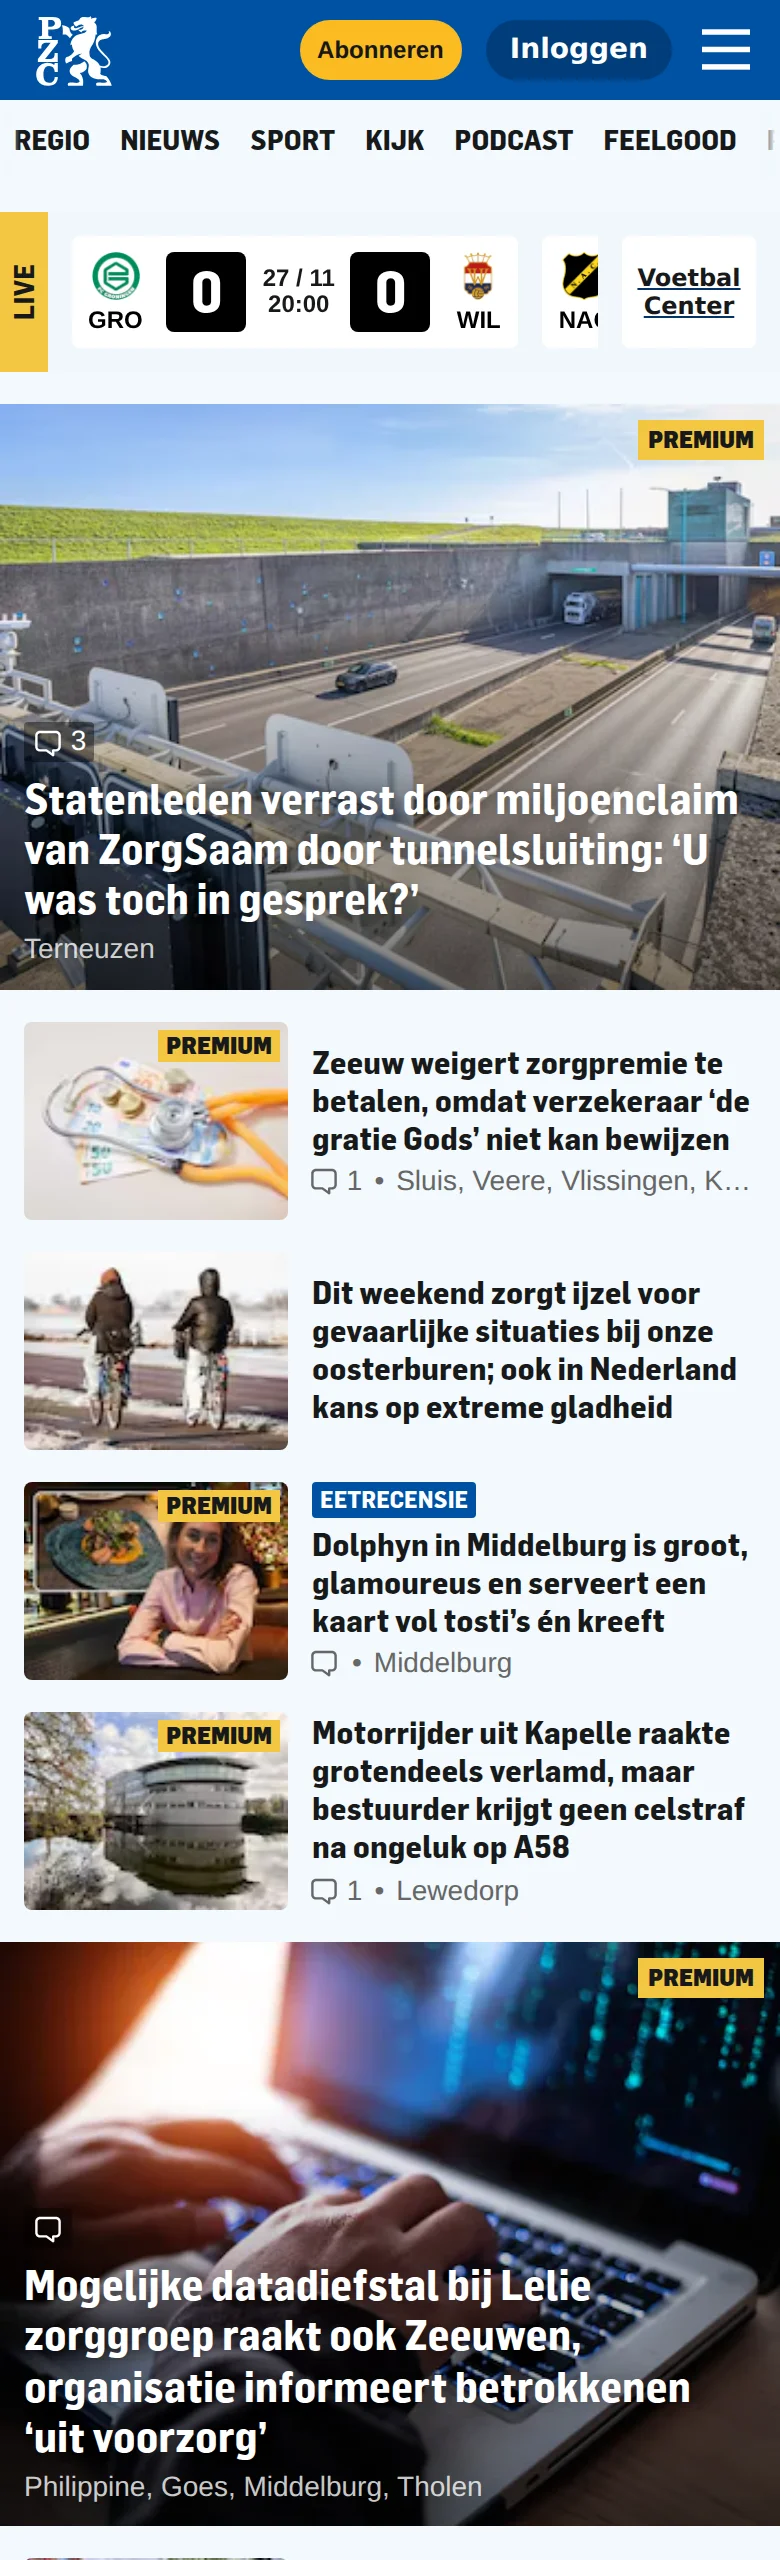 PZC
Abonneren
Inloggen
REGIO NIEUWS SPORT KIJK PODCAST FEELGOOD
LIVE
GRO
0
27 / 11
20:00
0
WIL
NAC
Voetbal
Center
PREMIUM
3
Statenleden verrast door miljoenclaim
van ZorgSaam door tunnelsluiting: ‘U
was toch in gesprek?’
Terneuzen
PREMIUM
Zeeuw weigert zorgpremie te
betalen, omdat verzekeraar ‘de
gratie Gods’ niet kan bewijzen
1 • Sluis, Veere, Vlissingen, K...
Dit weekend zorgt ijzel voor
gevaarlijke situaties bij onze
oosterburen; ook in Nederland
kans op extreme gladheid
PREMIUM
EETRECENSIE
Dolphyn in Middelburg is groot,
glamoureus en serveert een
kaart vol tosti’s én kreeft
• Middelburg
PREMIUM
Motorrijder uit Kapelle raakte
grotendeels verlamd, maar
bestuurder krijgt geen celstraf
na ongeluk op A58
1 • Lewedorp
PREMIUM
Mogelijke datadiefstal bij Lelie
zorggroep raakt ook Zeeuwen,
organisatie informeert betrokkenen
‘uit voorzorg’
Philippine, Goes, Middelburg, Tholen